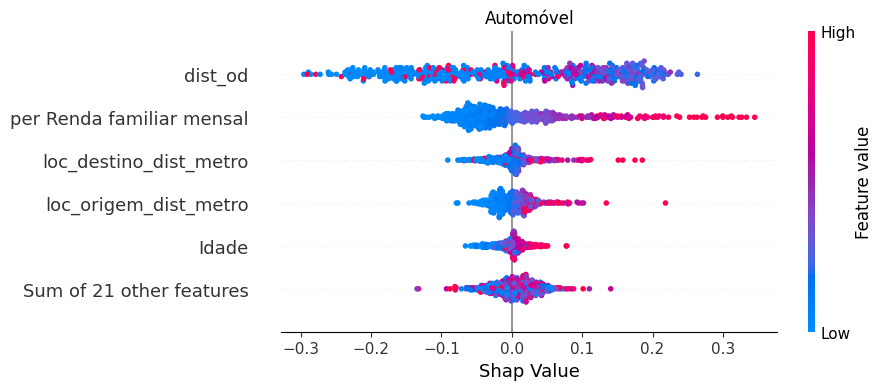 Automóvel
High
dist_od
per Renda familiar mensal
loc_destino_dist_metro
loc_origem_dist_metro
Idade
Sum of 21 other features
Feature value
Low
−0.3 −0.2 −0.1 0.0 0.1 0.2 0.3
Shap Value